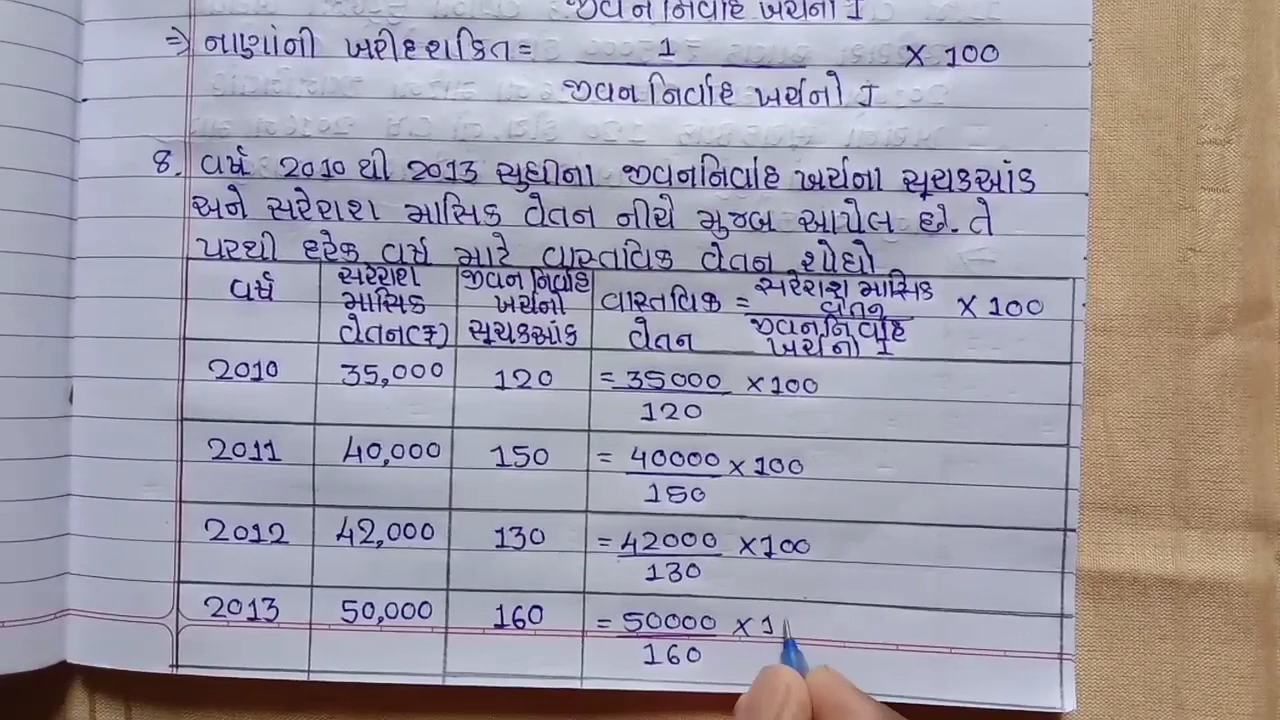 જીવન નિર્વાહ ખર્ચનો I
⇒ નાણાંની ખરીદશક્તિ = 1 × 100
જીવન નિર્વાહ ખર્ચનો I
8. વર્ષ 2010 થી 2013 સુધીના જીવનનિર્વાહ ખર્ચના સૂચકઆંક
અને સરેરાશ માસિક વેતન નીચે મુજબ આપેલ છે. તે
પરથી દરેક વર્ષ માટે વાસ્તવિક વેતન શોધો
વર્ષ સરેરાશ માસિક વેતન(₹) જીવન નિર્વાહ ખર્ચનો સૂચકઆંક વાસ્તવિક વેતન = સરેરાશ માસિક વેતન × 100
જીવનનિર્વાહ ખર્ચનો I
2010 35,000 120 = 35000 × 100
120
2011 40,000 150 = 40000 × 100
150
2012 42,000 130 = 42000 × 100
130
2013 50,000 160 = 50000 × 1
160